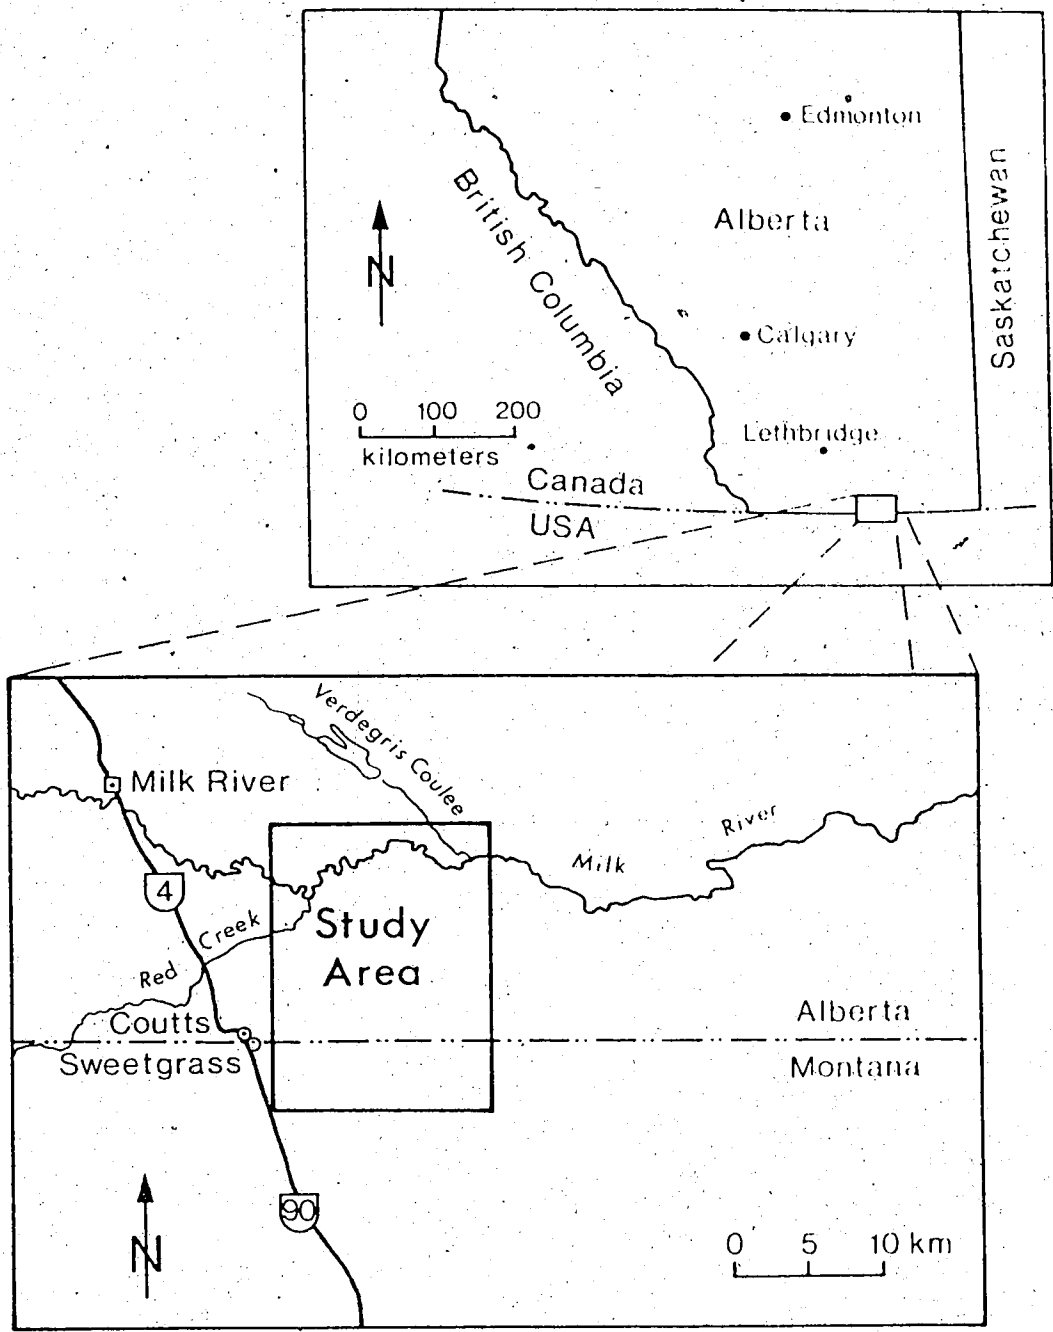 Edmonton
Alberta
British Columbia
Saskatchewan
N
Calgary
0 100 200
kilometers
Lethbridge
Canada
USA
Verdegris Coulee
Milk River
Milk River
4
Red Creek
Study
Area
Coutts
Sweetgrass
Alberta
Montana
90
N
0 5 10 km